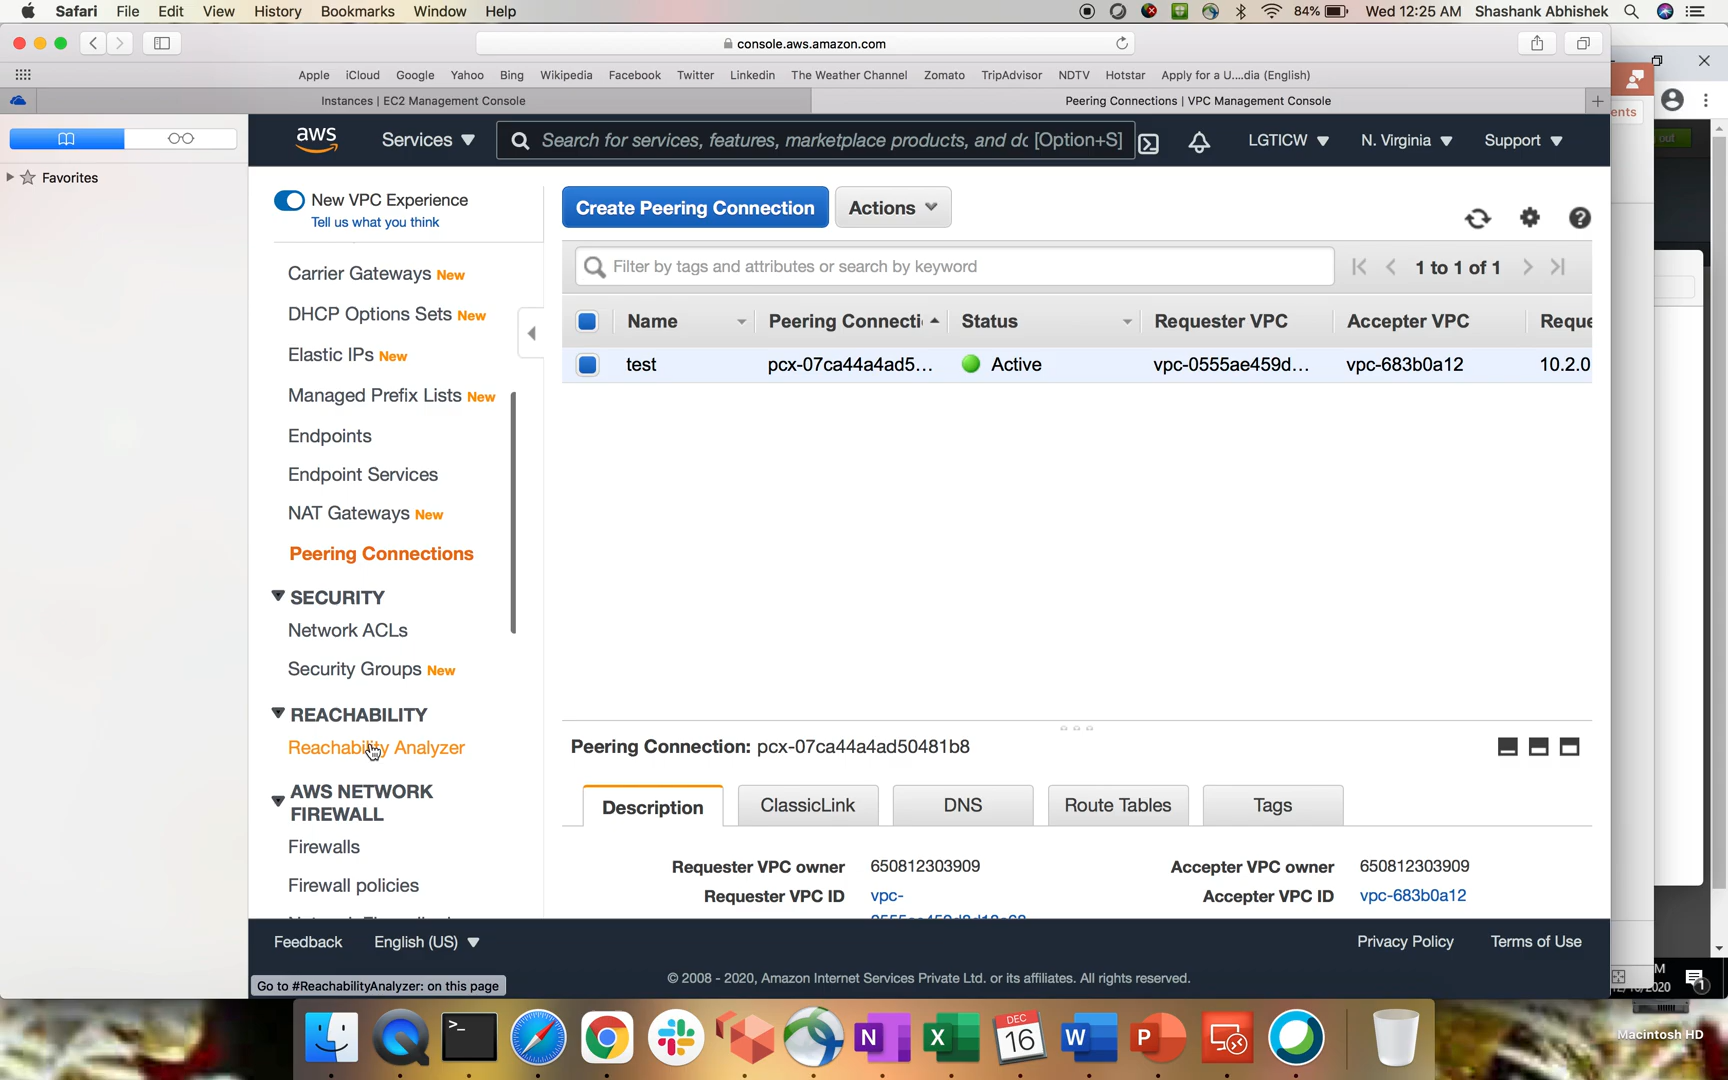 Safari File Edit View History Bookmarks Window Help 84% Wed 12:25 AM Shashank Abhishek
console.aws.amazon.com
Apple iCloud Google Yahoo Bing Wikipedia Facebook Twitter Linkedin The Weather Channel Zomato TripAdvisor NDTV Hotstar Apply for a U....dia (English)
Instances | EC2 Management Console Peering Connections | VPC Management Console
ents
out
Favorites
aws Services Search for services, features, marketplace products, and dc [Option+S] LGTICW N. Virginia Support
New VPC Experience
Tell us what you think
Carrier Gateways New
DHCP Option Sets New
Elastic IPs New
Managed Prefix Lists New
Endpoints
Endpoint Services
NAT Gateways New
Peering Connections
SECURITY
Network ACLs
Security Groups New
REACHABILITY
Reachability Analyzer
AWS NETWORK
FIREWALL
Firewalls
Firewall policies
Create Peering Connection Actions
Filter by tags and attributes or search by keyword 1 to 1 of 1
Name Peering Connecti Status Requester VPC Accepter VPC Reque
test pcx-07ca44a4ad5... Active vpc-0555ae459d... vpc-683b0a12 10.2.0
Peering Connection: pcx-07ca44a4ad50481b8
Description ClassicLink DNS Route Tables Tags
Requester VPC owner 650812303909 Accepter VPC owner 650812303909
Requester VPC ID vpc- Accepter VPC ID vpc-683b0a12
Feedback English (US) Privacy Policy Terms of Use
© 2008 - 2020, Amazon Internet Services Private Ltd. or its affiliates. All rights reserved.
Go to #ReachabilityAnalyzer: on this page
M
/2020
1
DEC
16
N X W P
Macintosh HD